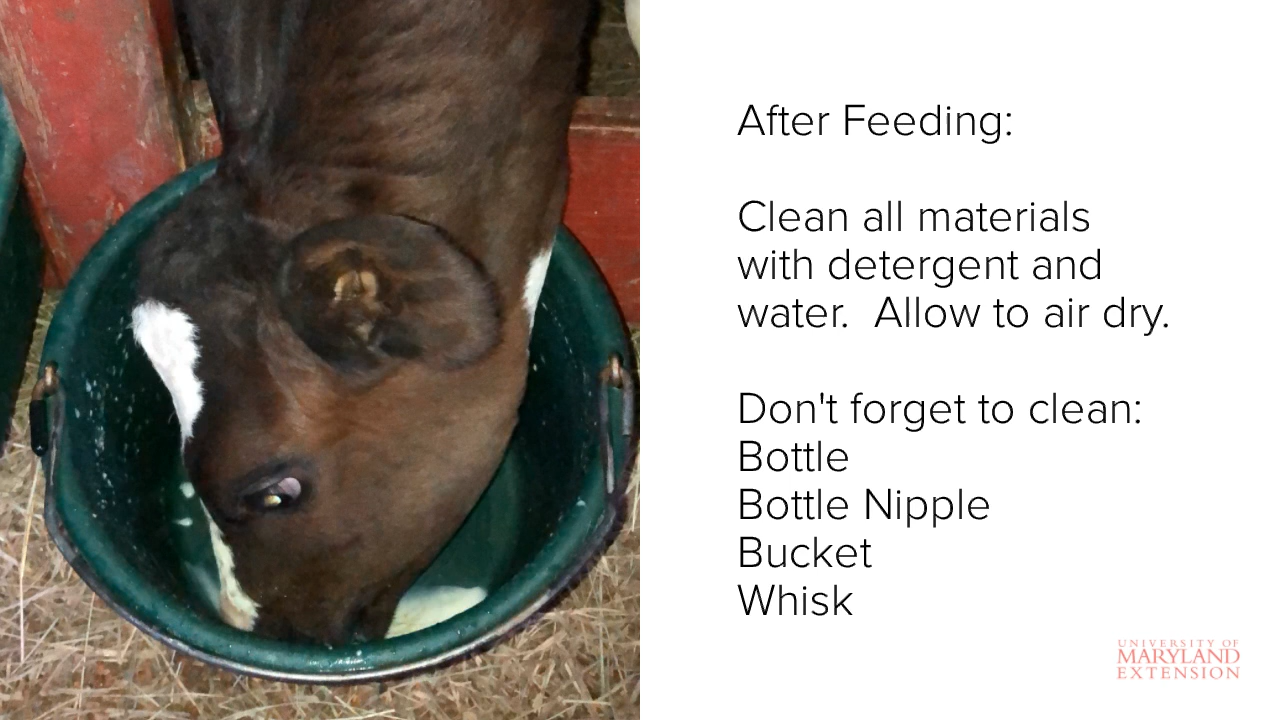 After Feeding:
Clean all materials
with detergent and
water.  Allow to air dry.
Don't forget to clean:
Bottle
Bottle Nipple
Bucket
Whisk
UNIVERSITY OF
MARYLAND
EXTENSION